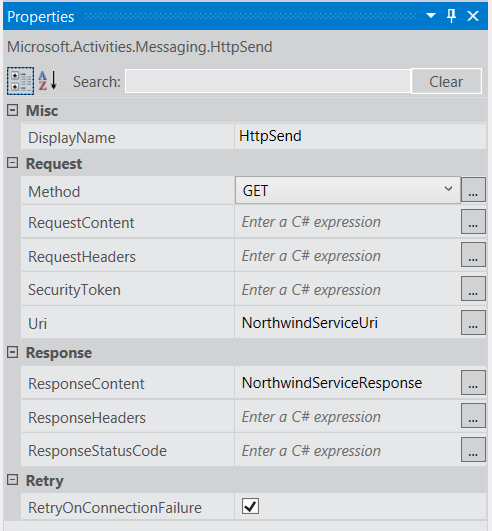 Properties
Microsoft.Activities.Messaging.HttpSend
A Z Search: Clear
Misc
DisplayName HttpSend
Request
Method GET ...
RequestContent Enter a C# expression ...
RequestHeaders Enter a C# expression ...
SecurityToken Enter a C# expression ...
Uri NorthwindServiceUri ...
Response
ResponseContent NorthwindServiceResponse ...
ResponseHeaders Enter a C# expression ...
ResponseStatusCode Enter a C# expression ...
Retry
RetryOnConnectionFailure